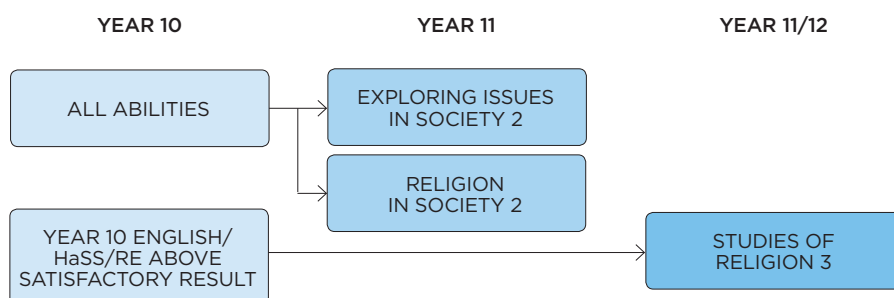 YEAR 10
YEAR 11
YEAR 11/12
ALL ABILITIES
EXPLORING ISSUES
IN SOCIETY 2
RELIGION
IN SOCIETY 2
YEAR 10 ENGLISH/
HaSS/RE ABOVE
SATISFACTORY RESULT
STUDIES OF
RELIGION 3